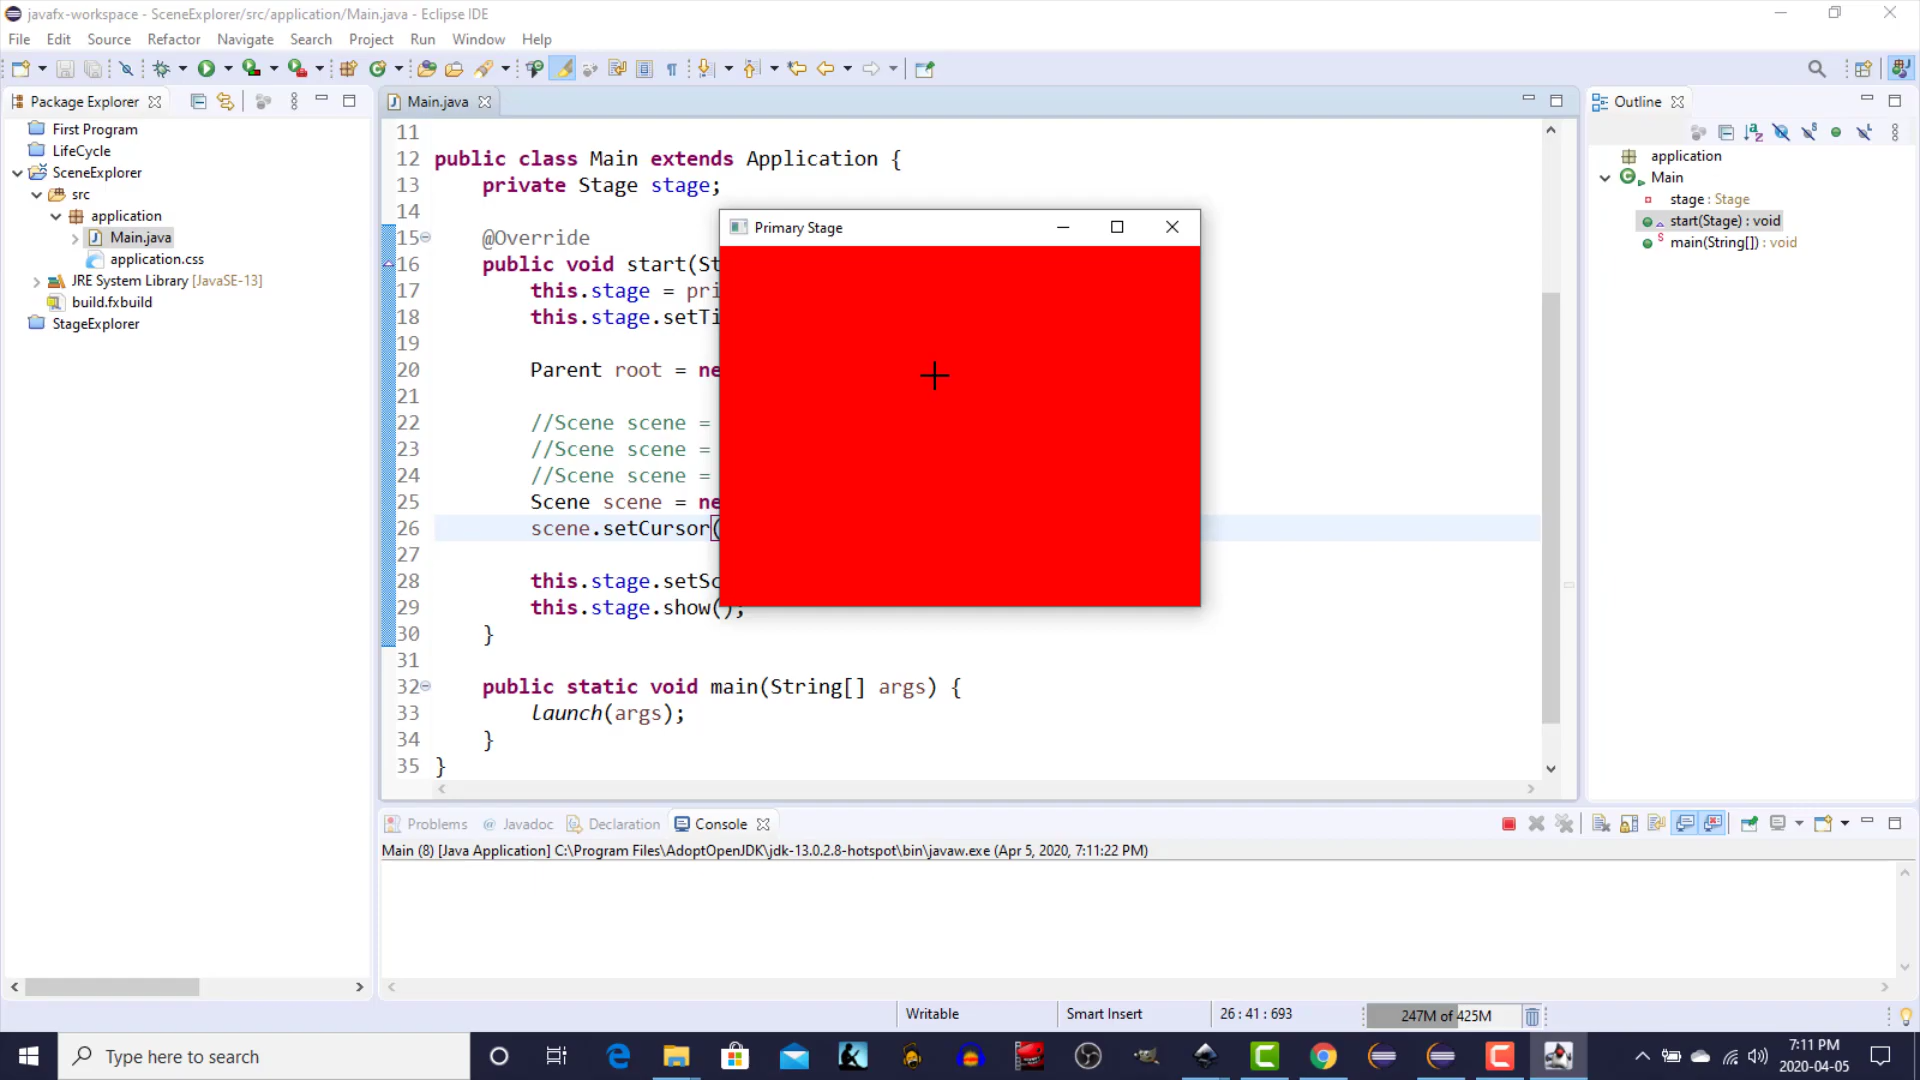 javafx-workspace - SceneExplorer/src/application/Main.java - Eclipse IDE
File Edit Source Refactor Navigate Search Project Run Window Help
Package Explorer
First Program
LifeCycle
SceneExplorer
src
application
Main.java
application.css
JRE System Library [JavaSE-13]
build.fxbuild
StageExplorer
Main.java
11
12 public class Main extends Application {
13 private Stage stage;
14
15 @Override
16 public void start(St
17 this.stage = pri
18 this.stage.setTi
19
20 Parent root = ne
21
22 //Scene scene =
23 //Scene scene =
24 //Scene scene =
25 Scene scene = ne
26 scene.setCursor(
27
28 this.stage.setSc
29 this.stage.show();
30 }
31
32 public static void main(String[] args) {
33 launch(args);
34 }
35 }
Primary Stage
Outline
application
Main
stage : Stage
start(Stage) : void
main(String[]) : void
Problems @ Javadoc Declaration Console
Main (8) [Java Application] C:\Program Files\AdoptOpenJDK\jdk-13.0.2.8-hotspot\bin\javaw.exe (Apr 5, 2020, 7:11:22 PM)
Writable Smart Insert 26 : 41 : 693 247M of 425M
Type here to search
7:11 PM
2020-04-05